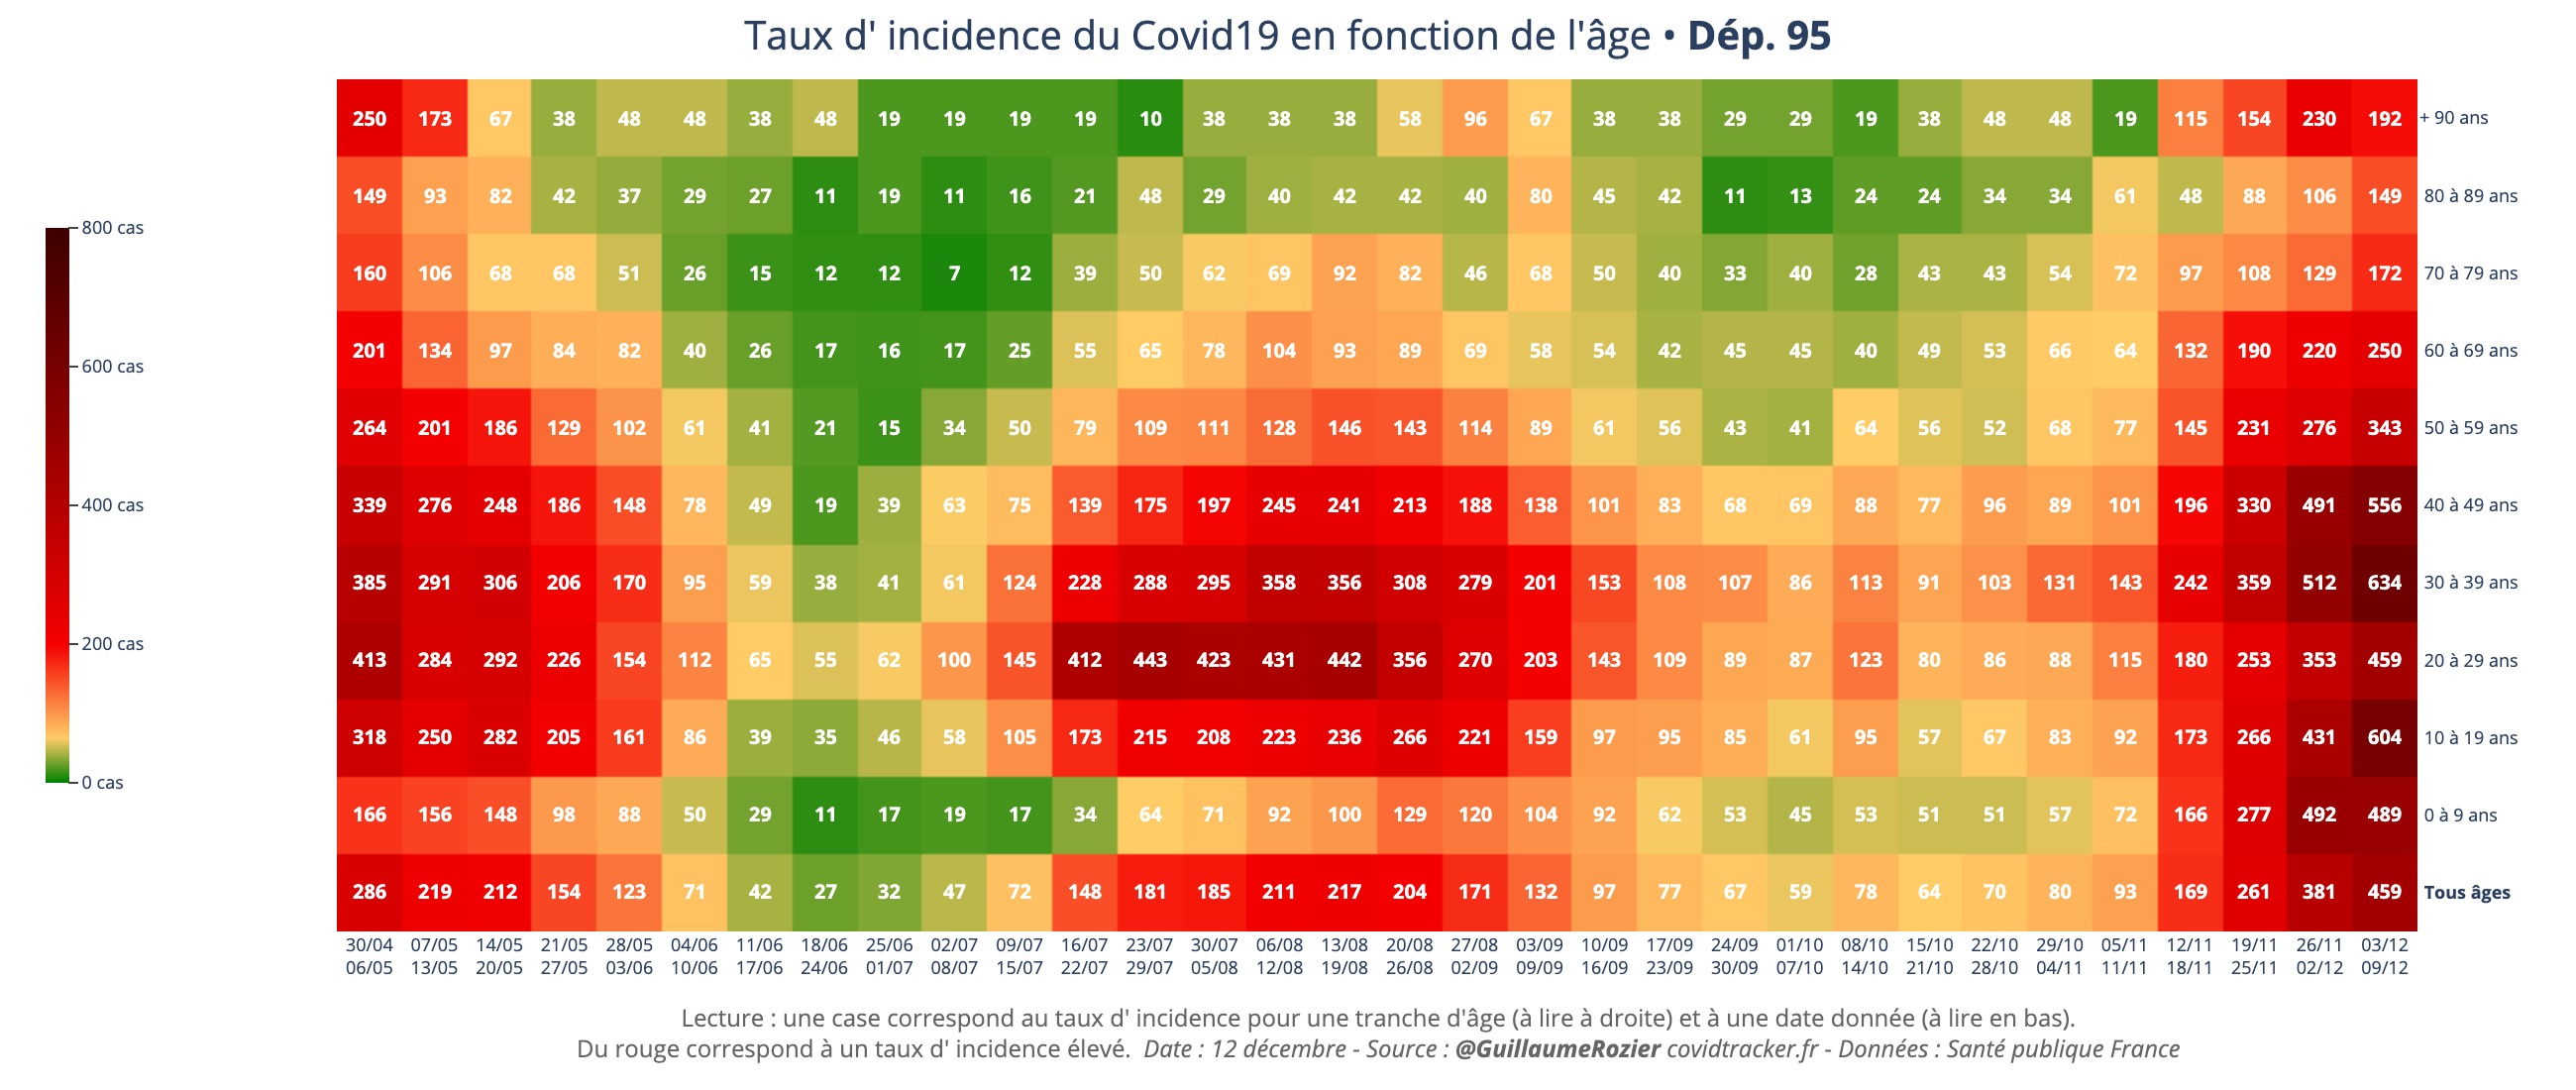 Taux d' incidence du Covid19 en fonction de l'âge • Dép. 95
250 173 67 38 48 48 38 48 19 19 19 19 10 38 38 38 58 96 67 38 38 29 29 19 38 48 48 19 115 154 230 192 + 90 ans
149 93 82 42 37 29 27 11 19 11 16 21 48 29 40 42 42 40 80 45 42 11 13 24 24 34 34 61 48 88 106 149 80 à 89 ans
800 cas
160 106 68 68 51 26 15 12 12 7 12 39 50 62 69 92 82 46 68 50 40 33 40 28 43 43 54 72 97 108 129 172 70 à 79 ans
201 134 97 84 82 40 26 17 16 17 25 55 65 78 104 93 89 69 58 54 42 45 45 40 49 53 66 64 132 190 220 250 60 à 69 ans
600 cas
264 201 186 129 102 61 41 21 15 34 50 79 109 111 128 146 143 114 89 61 56 43 41 64 56 52 68 77 145 231 276 343 50 à 59 ans
400 cas
339 276 248 186 148 78 49 19 39 63 75 139 175 197 245 241 213 188 138 101 83 68 69 88 77 96 89 101 196 330 491 556 40 à 49 ans
385 291 306 206 170 95 59 38 41 61 124 228 288 295 358 356 308 279 201 153 108 107 86 113 91 103 131 143 242 359 512 634 30 à 39 ans
200 cas
413 284 292 226 154 112 65 55 62 100 145 412 443 423 431 442 356 270 203 143 109 89 87 123 80 86 88 115 180 253 353 459 20 à 29 ans
318 250 282 205 161 86 39 35 46 58 105 173 215 208 223 236 266 221 159 97 95 85 61 95 57 67 83 92 173 266 431 604 10 à 19 ans
0 cas
166 156 148 98 88 50 29 11 17 19 17 34 64 71 92 100 129 120 104 92 62 53 45 53 51 51 57 72 166 277 492 489 0 à 9 ans
286 219 212 154 123 71 42 27 32 47 72 148 181 185 211 217 204 171 132 97 77 67 59 78 64 70 80 93 169 261 381 459 Tous âges
30/04 07/05 14/05 21/05 28/05 04/06 11/06 18/06 25/06 02/07 09/07 16/07 23/07 30/07 06/08 13/08 20/08 27/08 03/09 10/09 17/09 24/09 01/10 08/10 15/10 22/10 29/10 05/11 12/11 19/11 26/11 03/12
06/05 13/05 20/05 27/05 03/06 10/06 17/06 24/06 01/07 08/07 15/07 22/07 29/07 05/08 12/08 19/08 26/08 02/09 09/09 16/09 23/09 30/09 07/10 14/10 21/10 28/10 04/11 11/11 18/11 25/11 02/12 09/12
Lecture : une case correspond au taux d' incidence pour une tranche d'âge (à lire à droite) et à une date donnée (à lire en bas).
Du rouge correspond à un taux d' incidence élevé. Date : 12 décembre - Source : @GuillaumeRozier covidtracker.fr - Données : Santé publique France